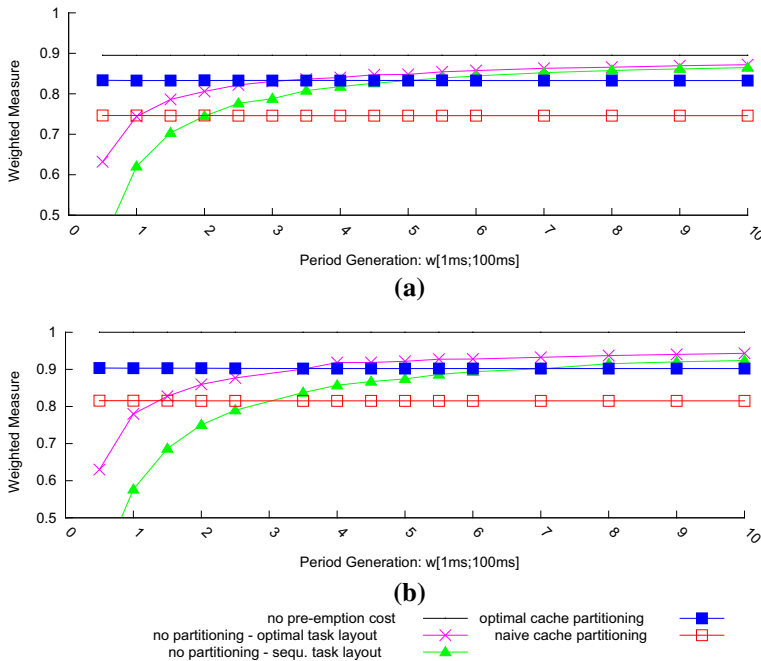 1
0.9
0.8
0.7
0.6
0.5
Weighted Measure
0 1 2 3 4 5 6 7 8 9 10
Period Generation: w[1ms;100ms]
(a)
1
0.9
0.8
0.7
0.6
0.5
Weighted Measure
0 1 2 3 4 5 6 7 8 9 10
Period Generation: w[1ms;100ms]
(b)
no pre-emption cost optimal cache partitioning
no partitioning - optimal task layout naive cache partitioning
no partitioning - sequ. task layout